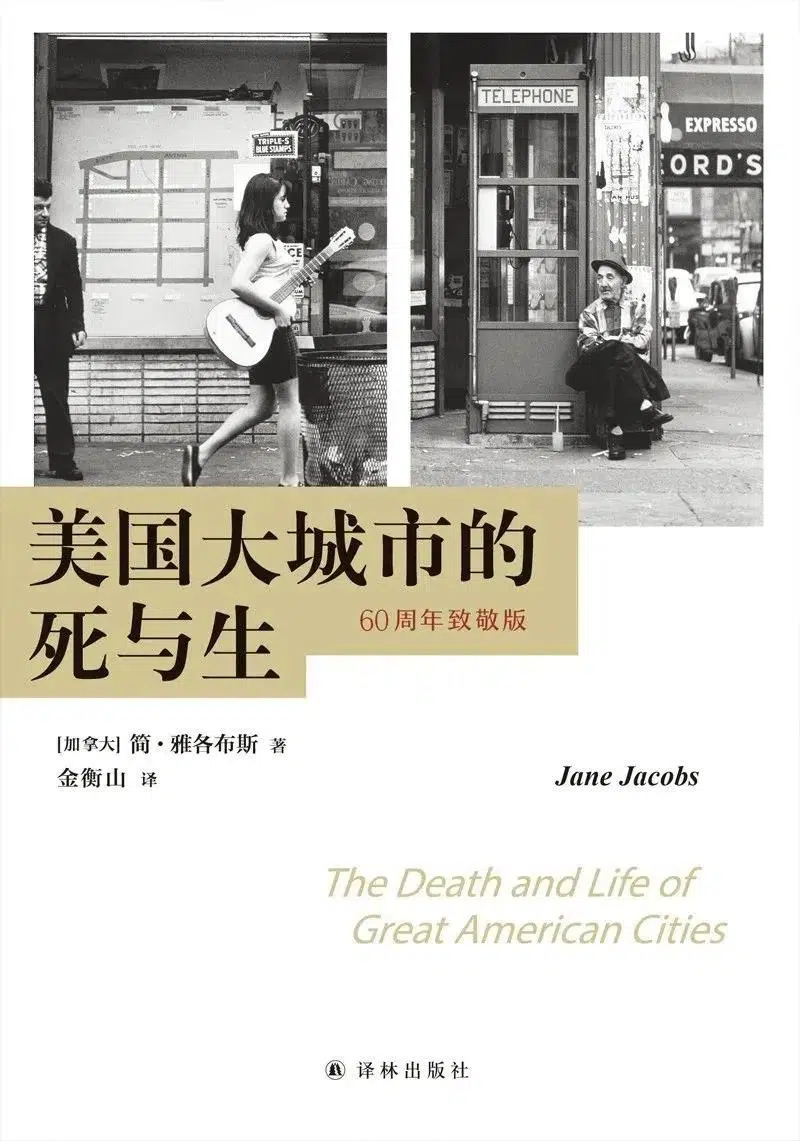 TRIPLE-S
BLUE STAMPS
TELEPHONE
EXPRESSO
ORD'S
美国大城市的
死与生
60周年致敬版
[加拿大] 简·雅各布斯 著
金衡山 译
Jane Jacobs
The Death and Life of
Great American Cities
译林出版社